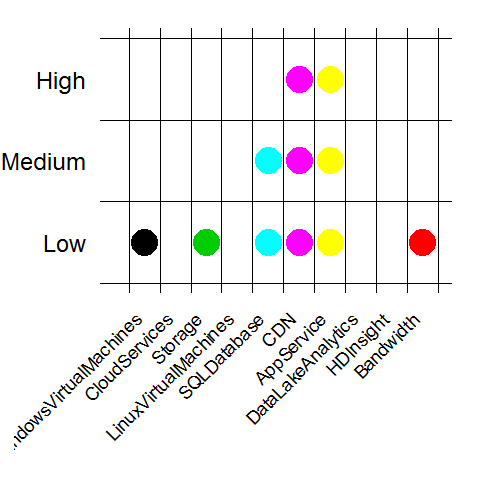 High
Medium
Low
ndowsVirtualMachines
CloudServices
Storage
LinuxVirtualMachines
SQLDatabase
CDN
AppService
DataLakeAnalytics
HDInsight
Bandwidth